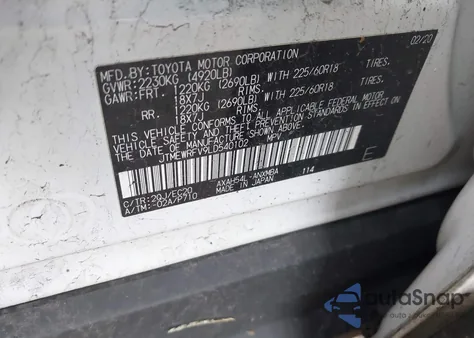 MFD.BY:TOYOTA MOTOR CORPORATION 02/20
GVWR:2230KG (4920LB)
GAWR:FRT. 1220KG (2690LB) WITH 225/60R18 TIRES,
18X7J RIMS,
RR. 1220KG (2690LB) WITH 225/60R18 TIRES,
18X7J RIMS,
THIS VEHICLE CONFORMS TO ALL APPLICABLE FEDERAL MOTOR
VEHICLE SAFETY AND THEFT PREVENTION STANDARDS IN EFFECT ON
THE DATE OF MANUFACTURE SHOWN ABOVE.
JTMEWRFV9LD540102 MPV
E
C/TR:20J/EC20 AXAH54L-ANXMBA 114
A/TM:-02A/P710 MADE IN JAPAN
autoSnap